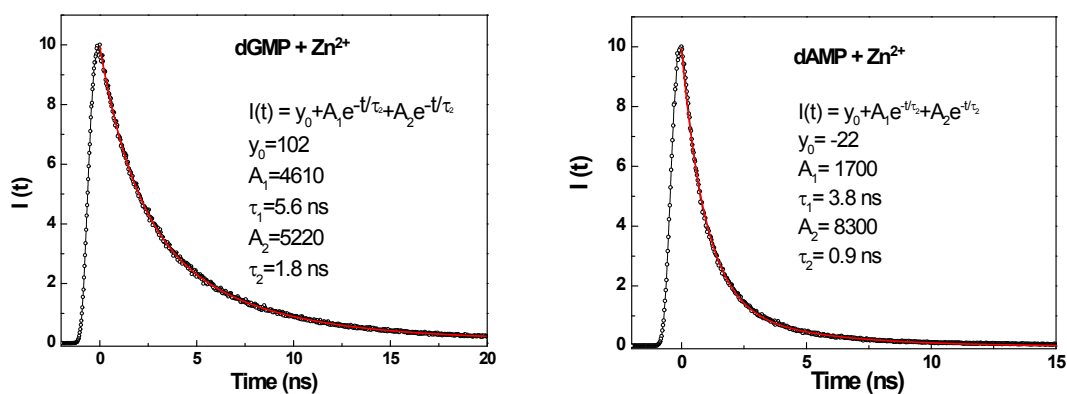 dGMP + Zn²⁺
I(t) = y₀+A₁e^-t/τ₂+A₂e^-t/τ₂
y₀=102
A₁=4610
τ₁=5.6 ns
A₂=5220
τ₂=1.8 ns
10
8
6
4
2
0
I (t)
0 5 10 15 20
Time (ns)
dAMP + Zn²⁺
I(t) = y₀+A₁e^-t/τ₂+A₂e^-t/τ₂
y₀= -22
A₁= 1700
τ₁= 3.8 ns
A₂= 8300
τ₂= 0.9 ns
10
8
6
4
2
0
I (t)
0 5 10 15
Time (ns)